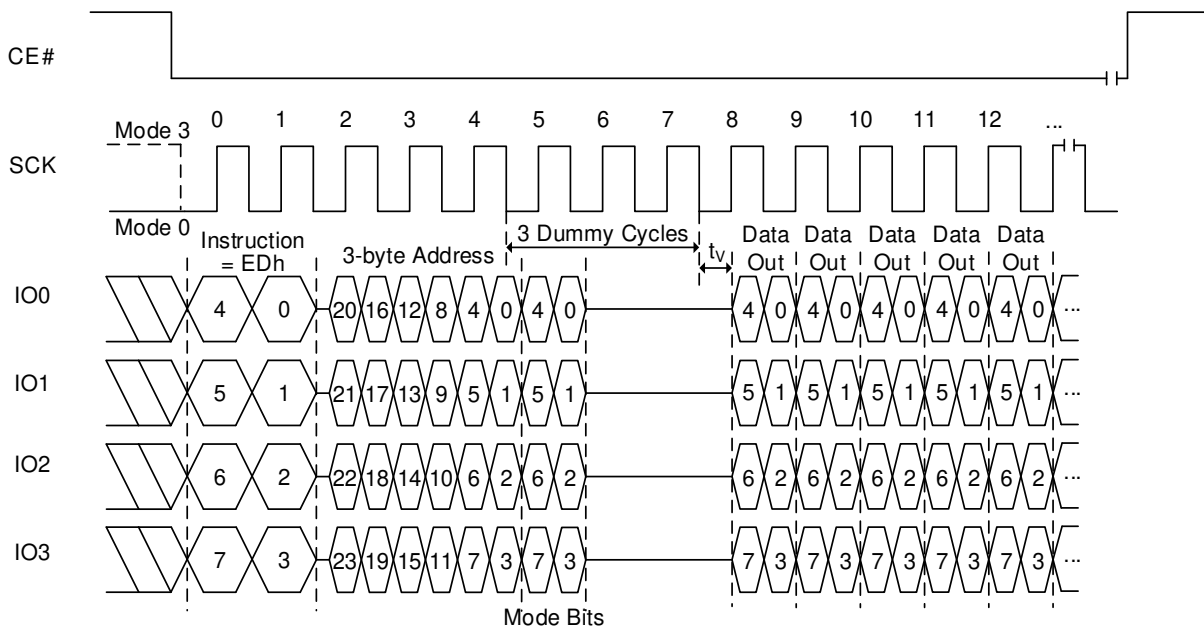 CE#
0 1 2 3 4 5 6 7 8 9 10 11 12 ...
Mode 3
SCK
Mode 0
3 Dummy Cycles
Instruction
= EDh
3-byte Address
tV
Data Out Data Out Data Out Data Out Data Out
IO0 4 0 20 16 12 8 4 0 4 0 4 0 4 0 4 0 4 0 4 0 ...
IO1 5 1 21 17 13 9 5 1 5 1 5 1 5 1 5 1 5 1 5 1 ...
IO2 6 2 22 18 14 10 6 2 6 2 6 2 6 2 6 2 6 2 6 2 ...
IO3 7 3 23 19 15 11 7 3 7 3 7 3 7 3 7 3 7 3 7 3 ...
Mode Bits